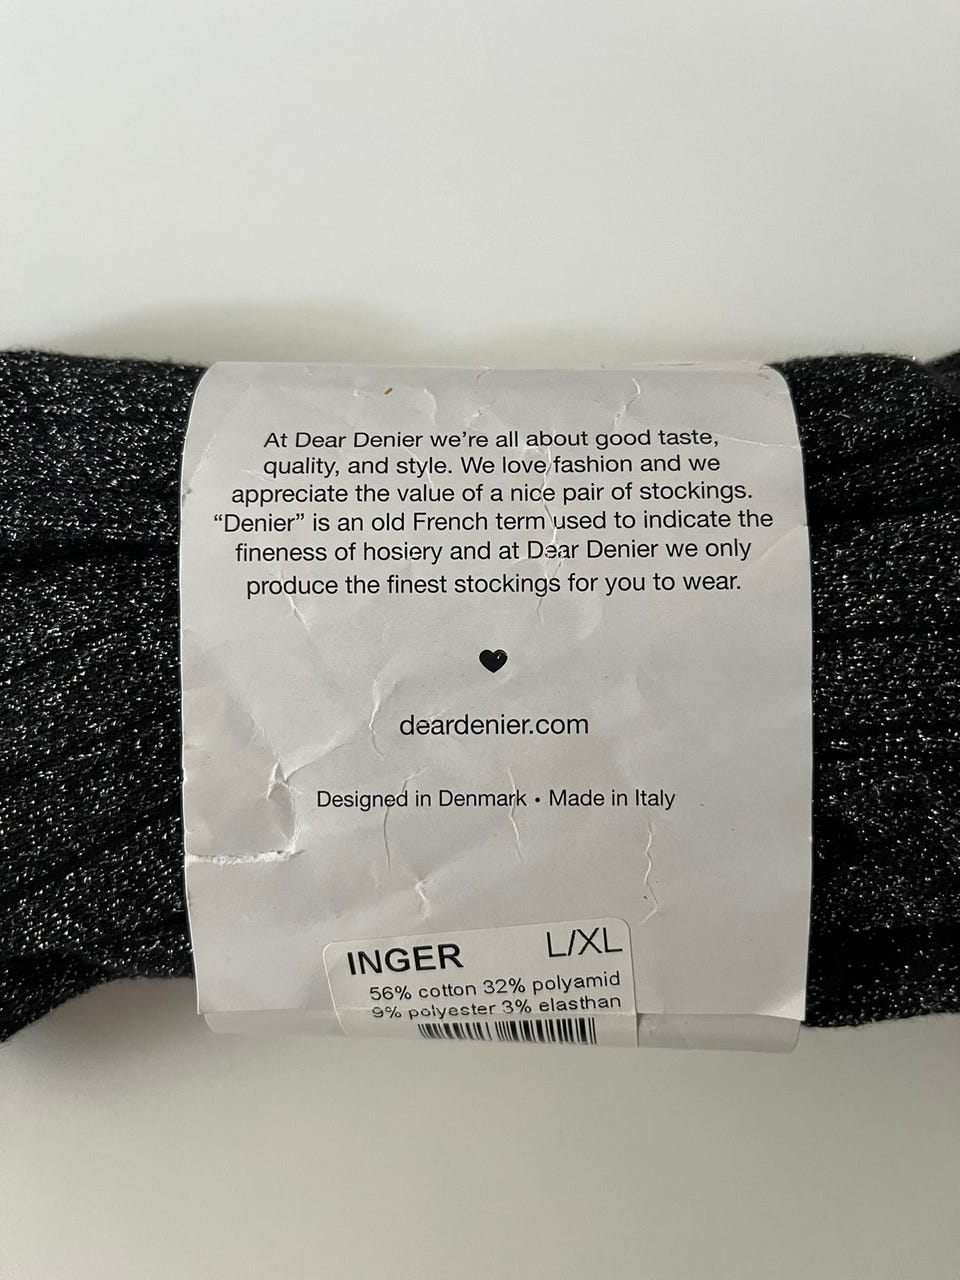 At Dear Denier we’re all about good taste,
quality, and style. We love fashion and we
appreciate the value of a nice pair of stockings.
“Denier” is an old French term used to indicate the
fineness of hosiery and at Dear Denier we only
produce the finest stockings for you to wear.
deardenier.com
Designed in Denmark • Made in Italy
INGER L/XL
56% cotton 32% polyamid
9% polyester 3% elasthan